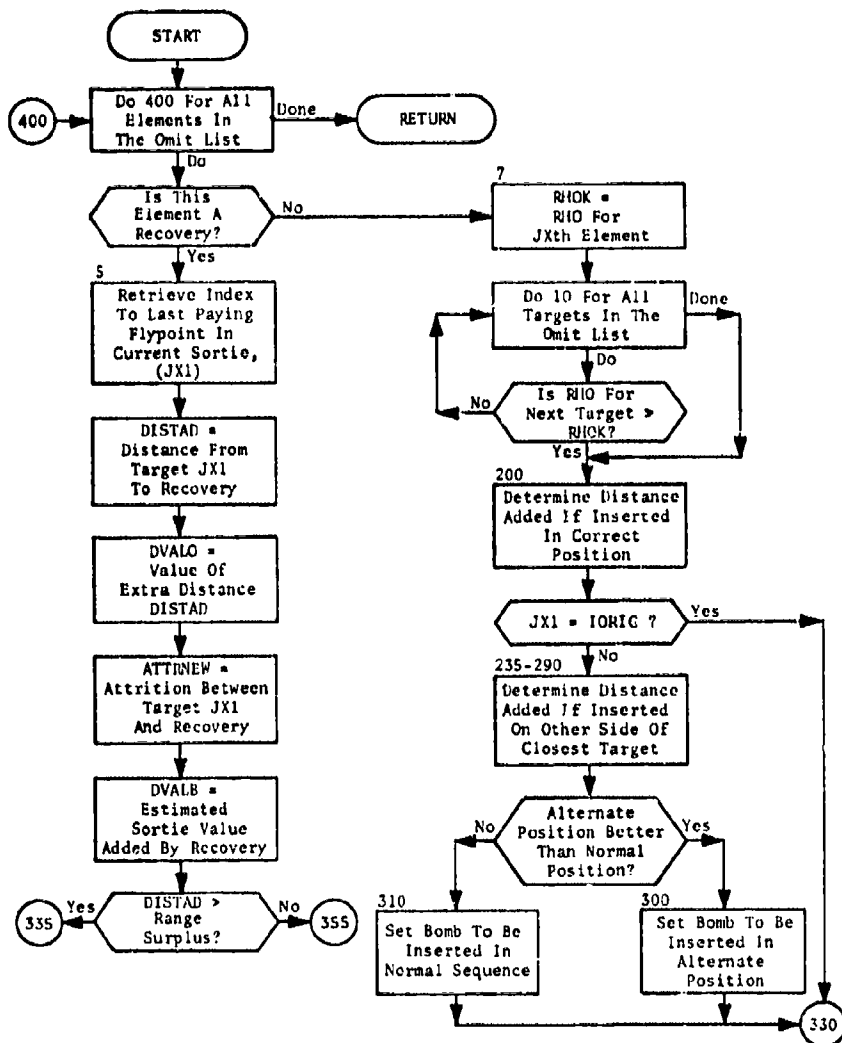 START
400
Do 400 For All
Elements In
The Omit List
Done
RETURN
Do
Is This
Element A
Recovery?
No
Yes
5
Retrieve Index
To Last Paying
Flypoint In
Current Sortie,
(JX1)
DISTAD =
Distance From
Target JX1
To Recovery
DVALO =
Value Of
Extra Distance
DISTAD
ATTRNEW =
Attrition Between
Target JX1
And Recovery
DVALB =
Estimated
Sortie Value
Added By Recovery
335
Yes
DISTAD >
Range
Surplus?
No
355
7
RHOK =
RHO For
JXth Element
Do 10 For All
Targets In The
Omit List
Done
Do
No
Is RHO For
Next Target >
RHOK?
Yes
200
Determine Distance
Added If Inserted
In Correct
Position
JX1 = IORIG ?
Yes
No
235-290
Determine Distance
Added If Inserted
On Other Side Of
Closest Target
No
Alternate
Position Better
Than Normal
Position?
Yes
310
Set Bomb To Be
Inserted In
Normal Sequence
300
Set Bomb To Be
Inserted In
Alternate
Position
330